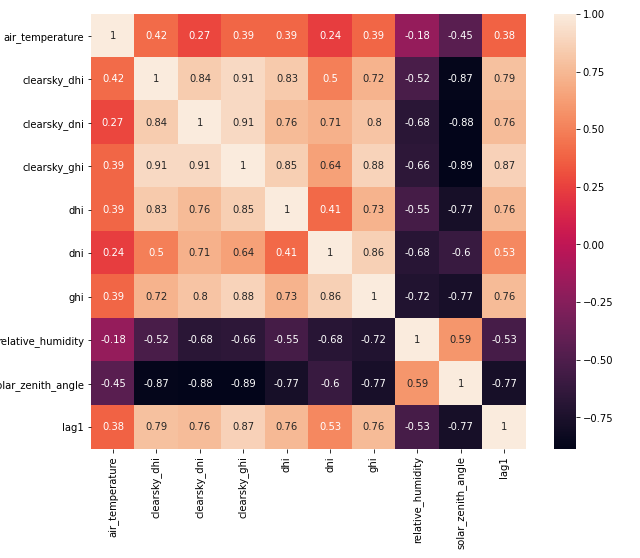 air_temperature 1 0.42 0.27 0.39 0.39 0.24 0.39 -0.18 -0.45 0.38
clearsky_dhi 0.42 1 0.84 0.91 0.83 0.5 0.72 -0.52 -0.87 0.79
clearsky_dni 0.27 0.84 1 0.91 0.76 0.71 0.8 -0.68 -0.88 0.76
clearsky_ghi 0.39 0.91 0.91 1 0.85 0.64 0.88 -0.66 -0.89 0.87
dhi 0.39 0.83 0.76 0.85 1 0.41 0.73 -0.55 -0.77 0.76
dni 0.24 0.5 0.71 0.64 0.41 1 0.86 -0.68 -0.6 0.53
ghi 0.39 0.72 0.8 0.88 0.73 0.86 1 -0.72 -0.77 0.76
elative_humidity -0.18 -0.52 -0.68 -0.66 -0.55 -0.68 -0.72 1 0.59 -0.53
olar_zenith_angle -0.45 -0.87 -0.88 -0.89 -0.77 -0.6 -0.77 0.59 1 -0.77
lag1 0.38 0.79 0.76 0.87 0.76 0.53 0.76 -0.53 -0.77 1
air_temperature
clearsky_dhi
clearsky_dni
clearsky_ghi
dhi
dni
ghi
relative_humidity
solar_zenith_angle
lag1
1.00
0.75
0.50
0.25
0.00
-0.25
-0.50
-0.75